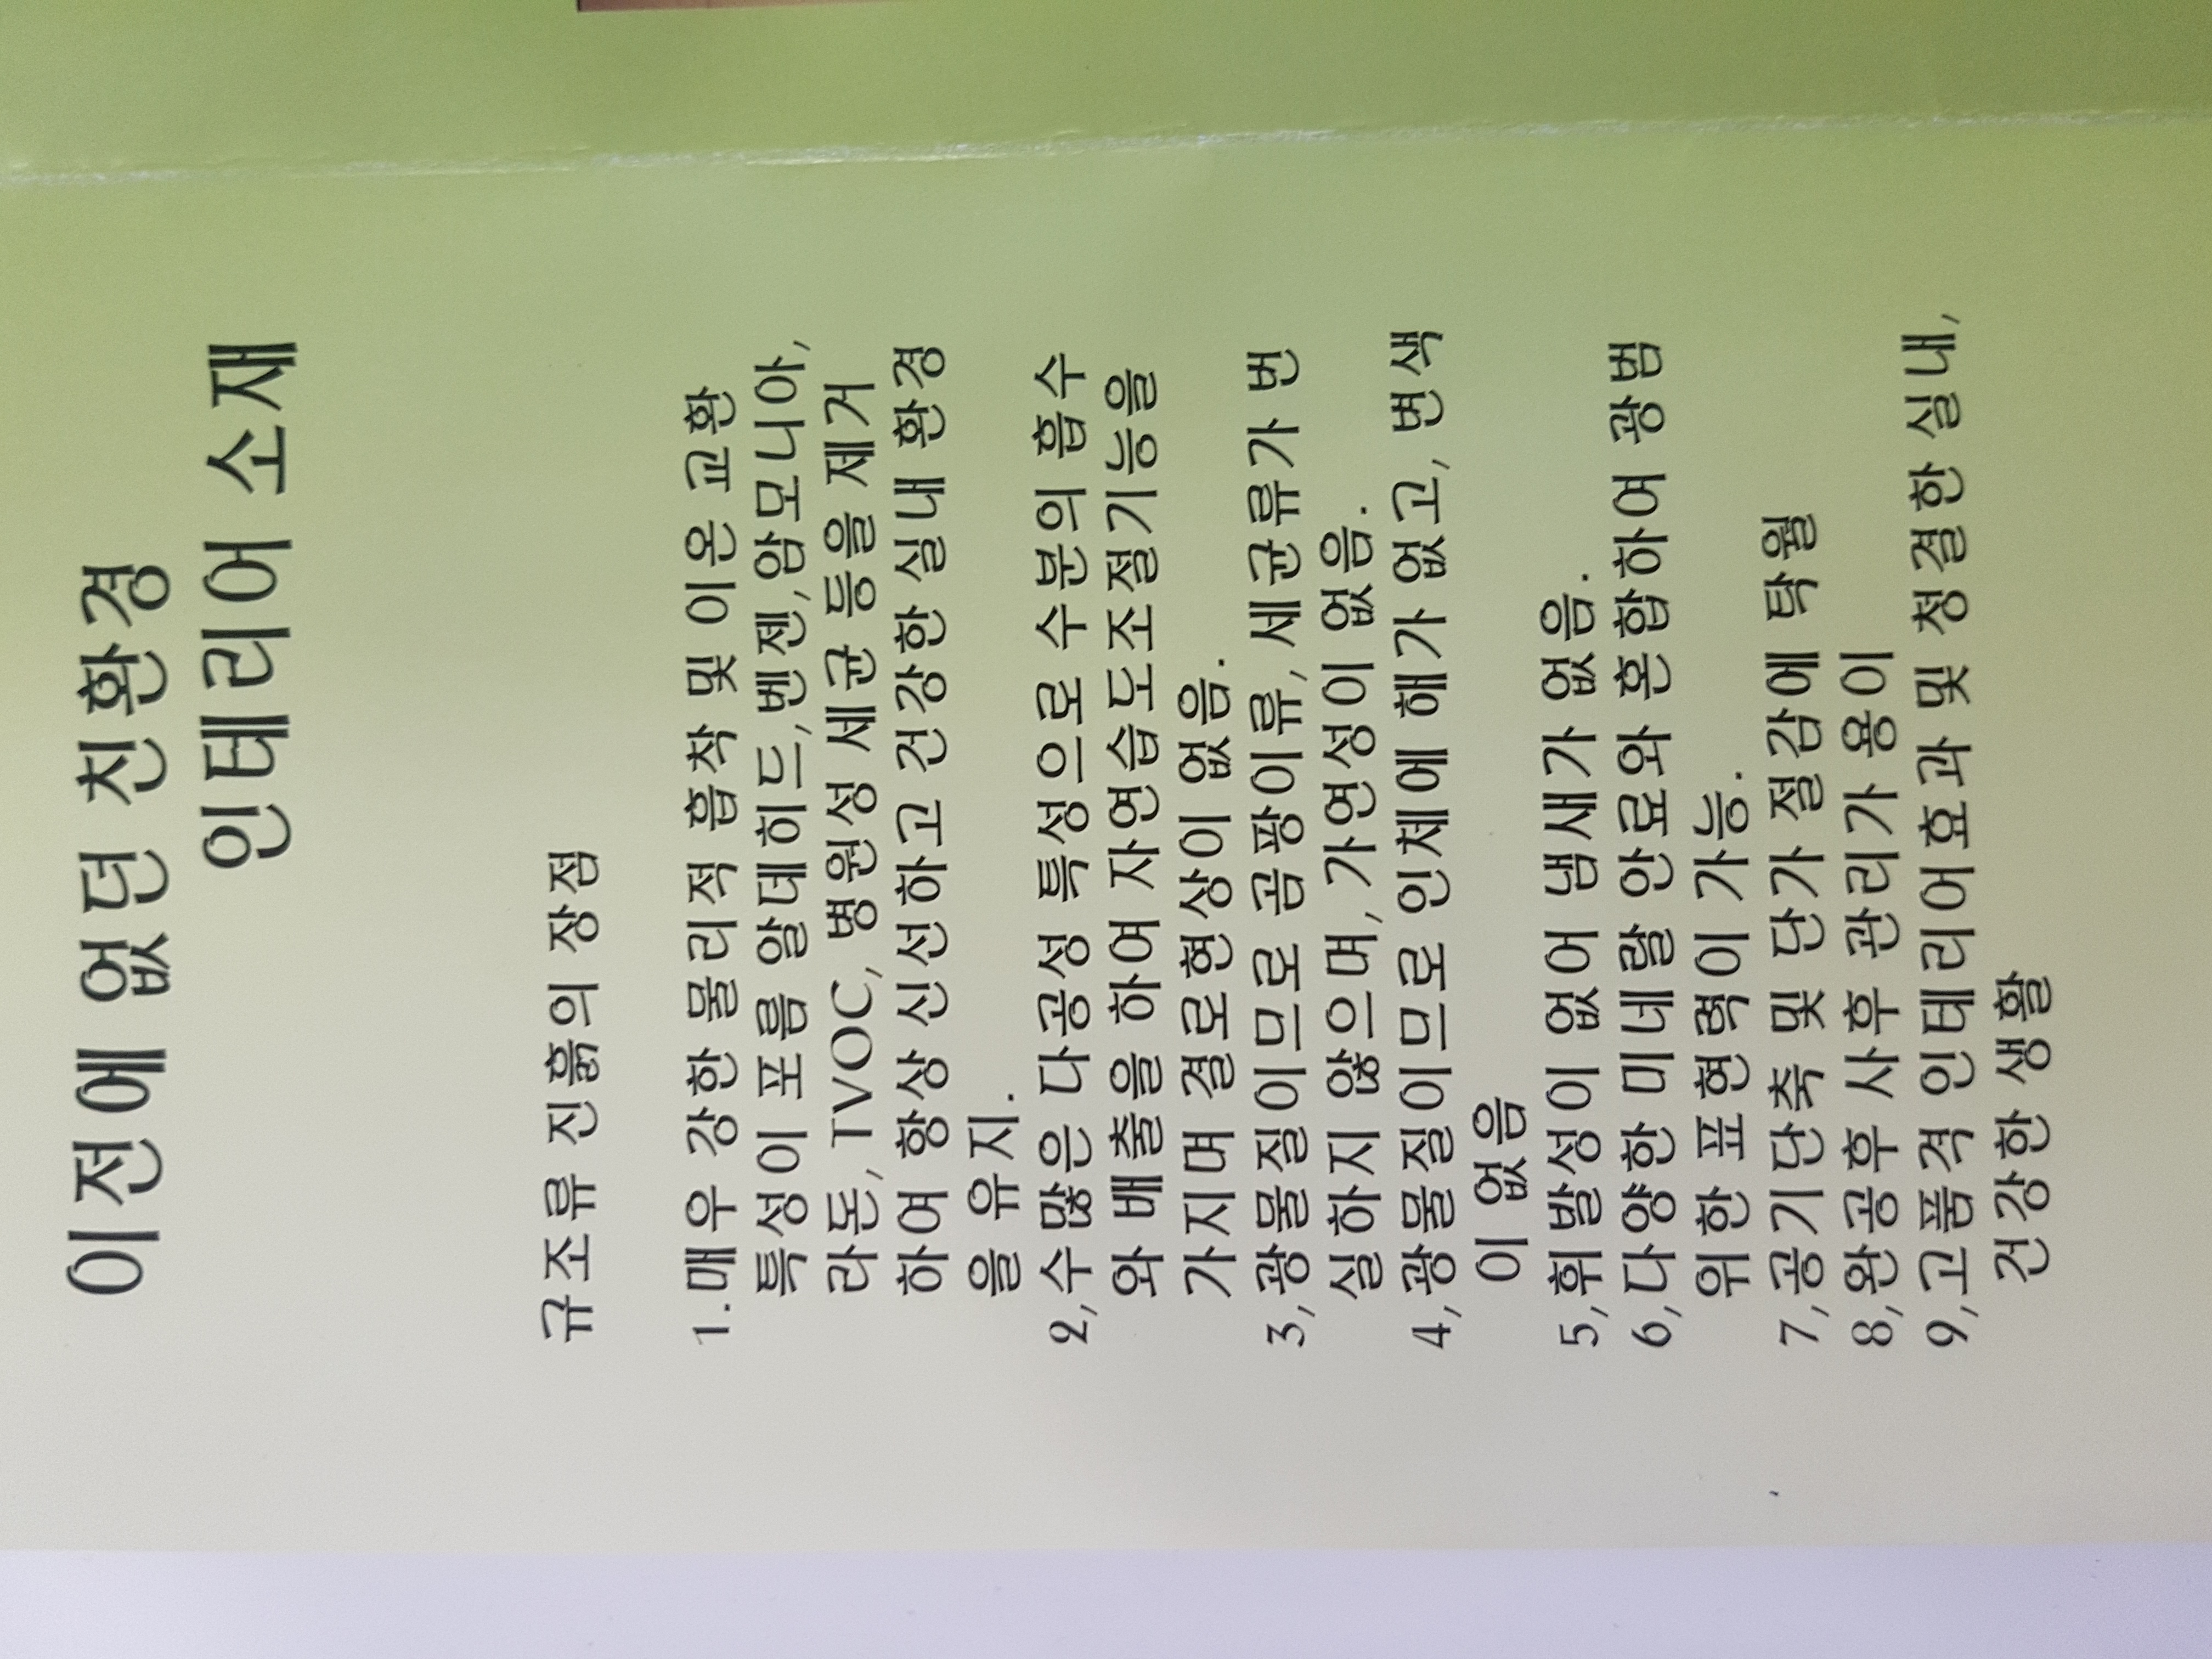 이전에 없던 친환경
인테리어 소재
규조류 진흙의 장점
1.매우 강한 물리적 흡착 및 이온 교환
특성이 포름알데히드,벤젠,암모니아,
라돈, TVOC, 병원성 세균 등을 제거
하여 항상 신선하고 건강한 실내 환경
을 유지.
2,수많은 다공성 특성으로 수분의 흡수
와 배출을 하여 자연습도조절기능을
가지며 결로현상이 없음.
3,광물질이므로 곰팡이류, 세균류가 번
실하지 않으며, 가연성이 없음.
4,광물질이므로 인체에 해가 없고, 변색
이 없음
5,휘발성이 없어 냄새가 없음.
6,다양한 미네랄 안료와 혼합하여 광범
위한 표현력이 가능.
7,공기단축 및 단가 절감에 탁월
8,완공후 사후 관리가 용이
9,고품격 인테리어효과 및 청결한 실내,
건강한 생활